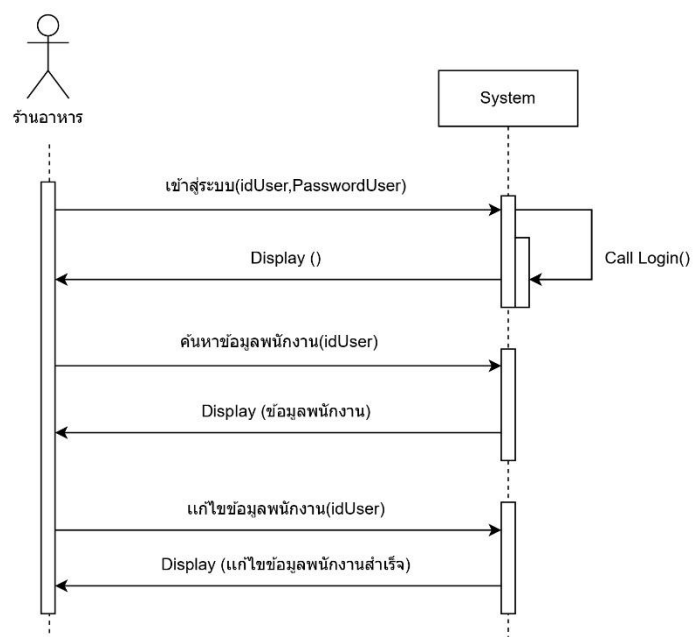 ร้านอาหาร
System
เข้าสู่ระบบ(idUser,PasswordUser)
Display ()
Call Login()
ค้นหาข้อมูลพนักงาน(idUser)
Display (ข้อมูลพนักงาน)
แก้ไขข้อมูลพนักงาน(idUser)
Display (แก้ไขข้อมูลพนักงานสำเร็จ)